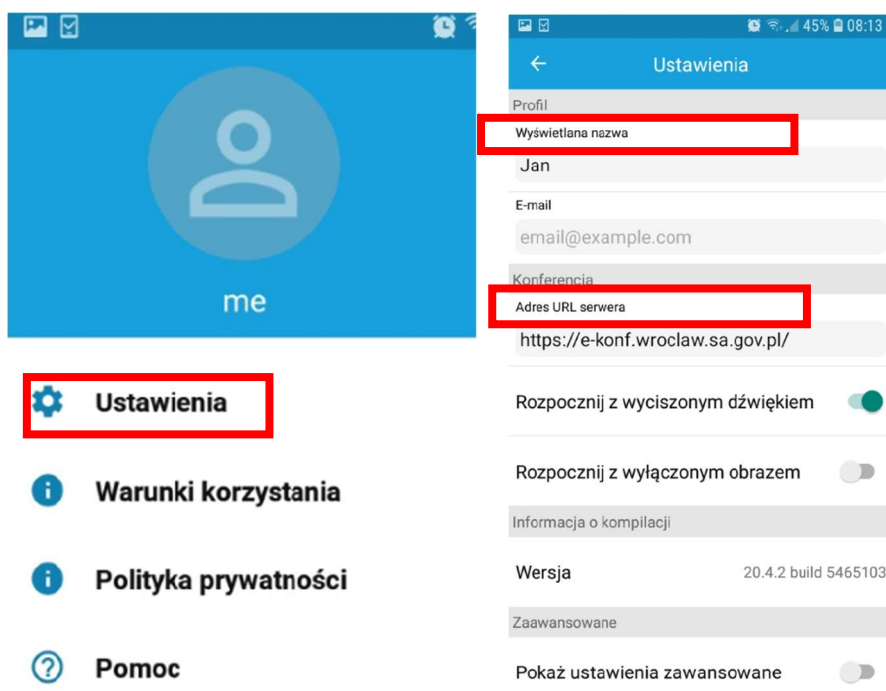 me
Ustawienia
Warunki korzystania
Polityka prywatności
Pomoc
45% 08:13
Ustawienia
Profil
Wyświetlana nazwa
Jan
E-mail
email@example.com
Konferencja
Adres URL serwera
https://e-konf.wroclaw.sa.gov.pl/
Rozpocznij z wyciszonym dźwiękiem
Rozpocznij z wyłączonym obrazem
Informacja o kompilacji
Wersja 20.4.2 build 5465103
Zaawansowane
Pokaż ustawienia zawansowane